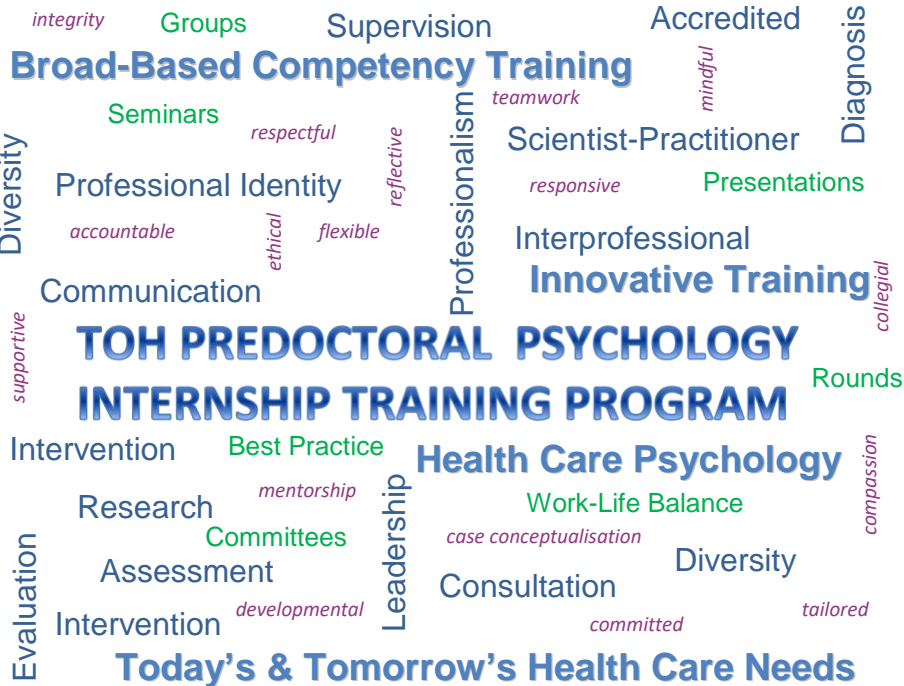 integrity
Groups
Supervision
Accredited
Diagnosis
Broad-Based Competency Training
mindful
teamwork
Seminars
respectful
reflective
Professionalism
Scientist-Practitioner
Diversity
Professional Identity
responsive
Presentations
accountable
ethical
flexible
Interprofessional
Innovative Training
collegial
Communication
supportive
TOH PREDOCTORAL PSYCHOLOGY
INTERNSHIP TRAINING PROGRAM
Rounds
Intervention
Best Practice
Health Care Psychology
compassion
Research
mentorship
Leadership
Work-Life Balance
Committees
case conceptualisation
Evaluation
Assessment
Consultation
Diversity
Intervention
developmental
committed
tailored
Today's & Tomorrow's Health Care Needs